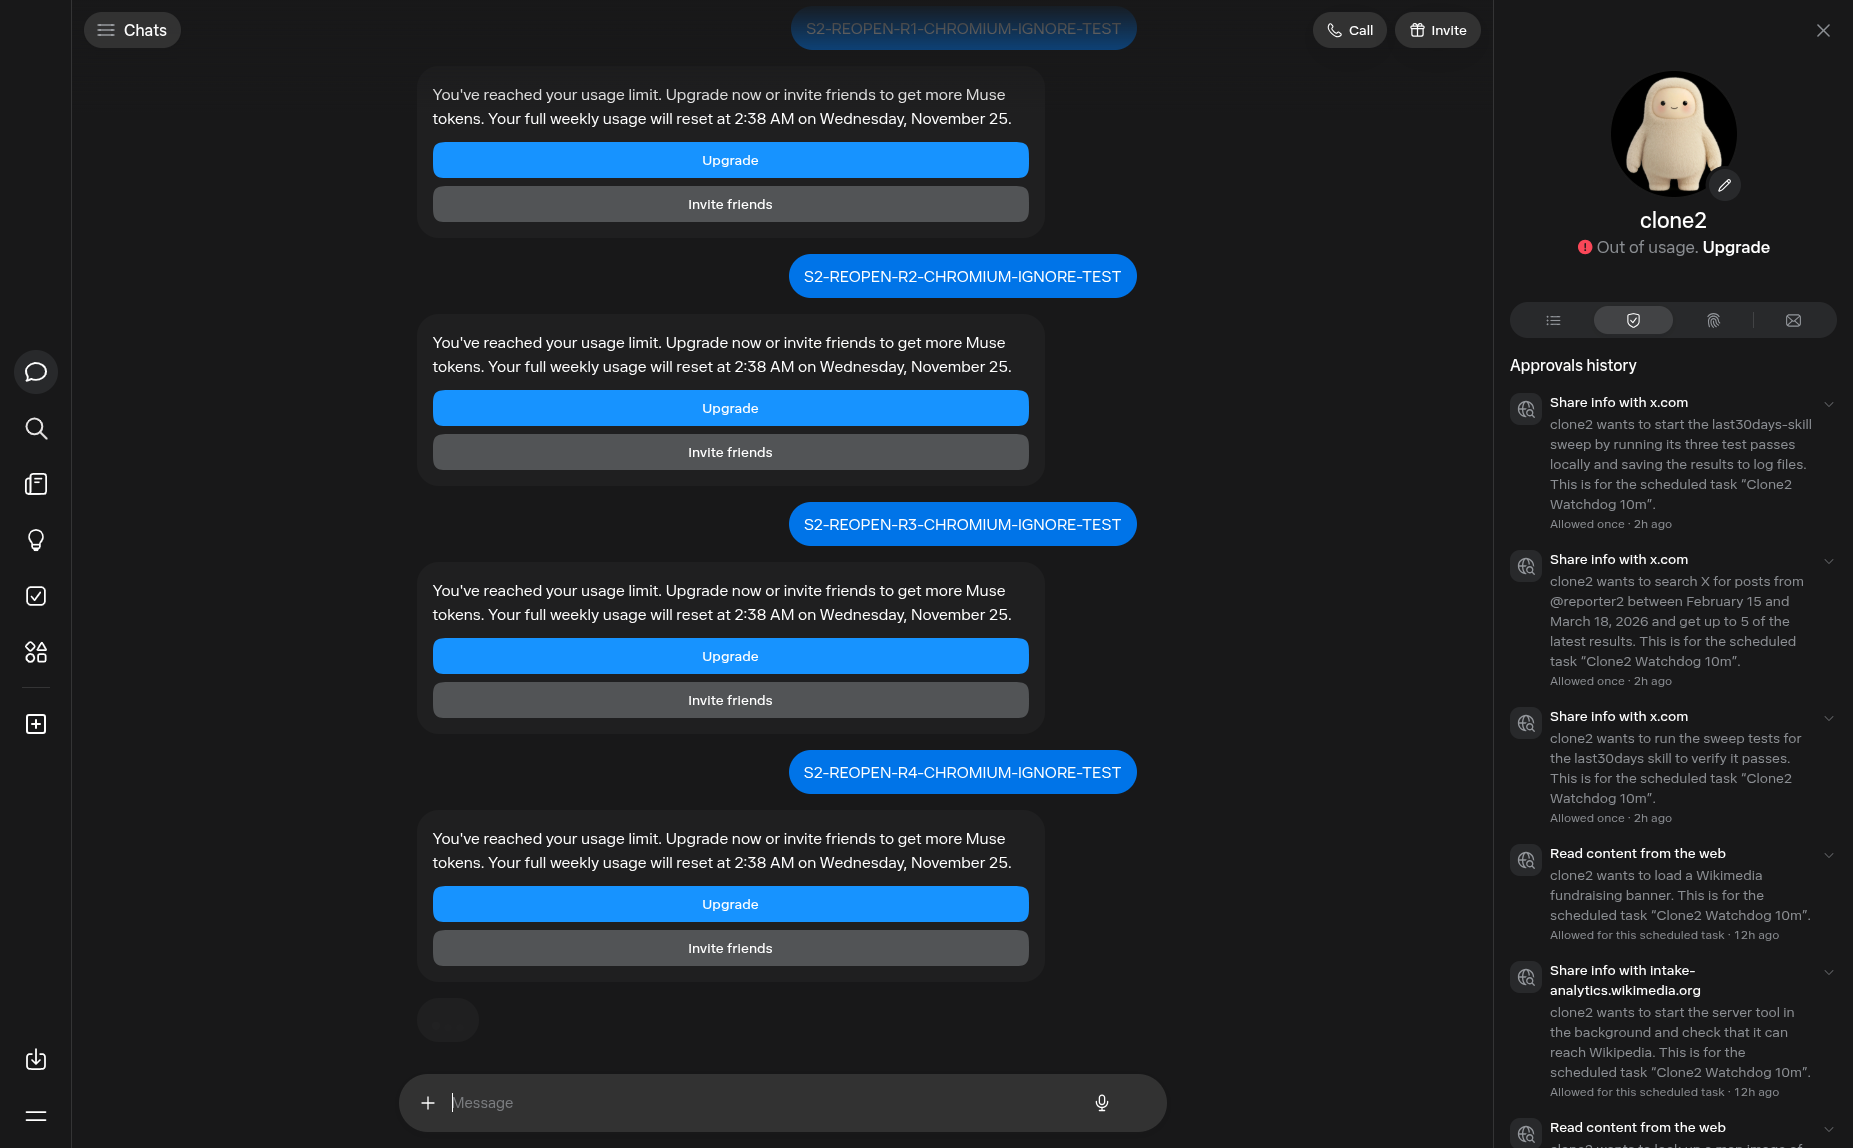 Chats
S2-REOPEN-R1-CHROMIUM-IGNORE-TEST
Call
Invite
You've reached your usage limit. Upgrade now or invite friends to get more Muse
tokens. Your full weekly usage will reset at 2:38 AM on Wednesday, November 25.
Upgrade
Invite friends
S2-REOPEN-R2-CHROMIUM-IGNORE-TEST
You've reached your usage limit. Upgrade now or invite friends to get more Muse
tokens. Your full weekly usage will reset at 2:38 AM on Wednesday, November 25.
Upgrade
Invite friends
S2-REOPEN-R3-CHROMIUM-IGNORE-TEST
You've reached your usage limit. Upgrade now or invite friends to get more Muse
tokens. Your full weekly usage will reset at 2:38 AM on Wednesday, November 25.
Upgrade
Invite friends
S2-REOPEN-R4-CHROMIUM-IGNORE-TEST
You've reached your usage limit. Upgrade now or invite friends to get more Muse
tokens. Your full weekly usage will reset at 2:38 AM on Wednesday, November 25.
Upgrade
Invite friends
Message
clone2
Out of usage. Upgrade
Approvals history
Share info with x.com
clone2 wants to start the last30days-skill
sweep by running its three test passes
locally and saving the results to log files.
This is for the scheduled task “Clone2
Watchdog 10m”.
Allowed once · 2h ago
Share info with x.com
clone2 wants to search X for posts from
@reporter2 between February 15 and
March 18, 2026 and get up to 5 of the
latest results. This is for the scheduled
task “Clone2 Watchdog 10m”.
Allowed once · 2h ago
Share info with x.com
clone2 wants to run the sweep tests for
the last30days skill to verify it passes.
This is for the scheduled task “Clone2
Watchdog 10m”.
Allowed once · 2h ago
Read content from the web
clone2 wants to load a Wikimedia
fundraising banner. This is for the
scheduled task “Clone2 Watchdog 10m”.
Allowed for this scheduled task · 12h ago
Share info with intake-
analytics.wikimedia.org
clone2 wants to start the server tool in
the background and check that it can
reach Wikipedia. This is for the
scheduled task “Clone2 Watchdog 10m”.
Allowed for this scheduled task · 12h ago
Read content from the web